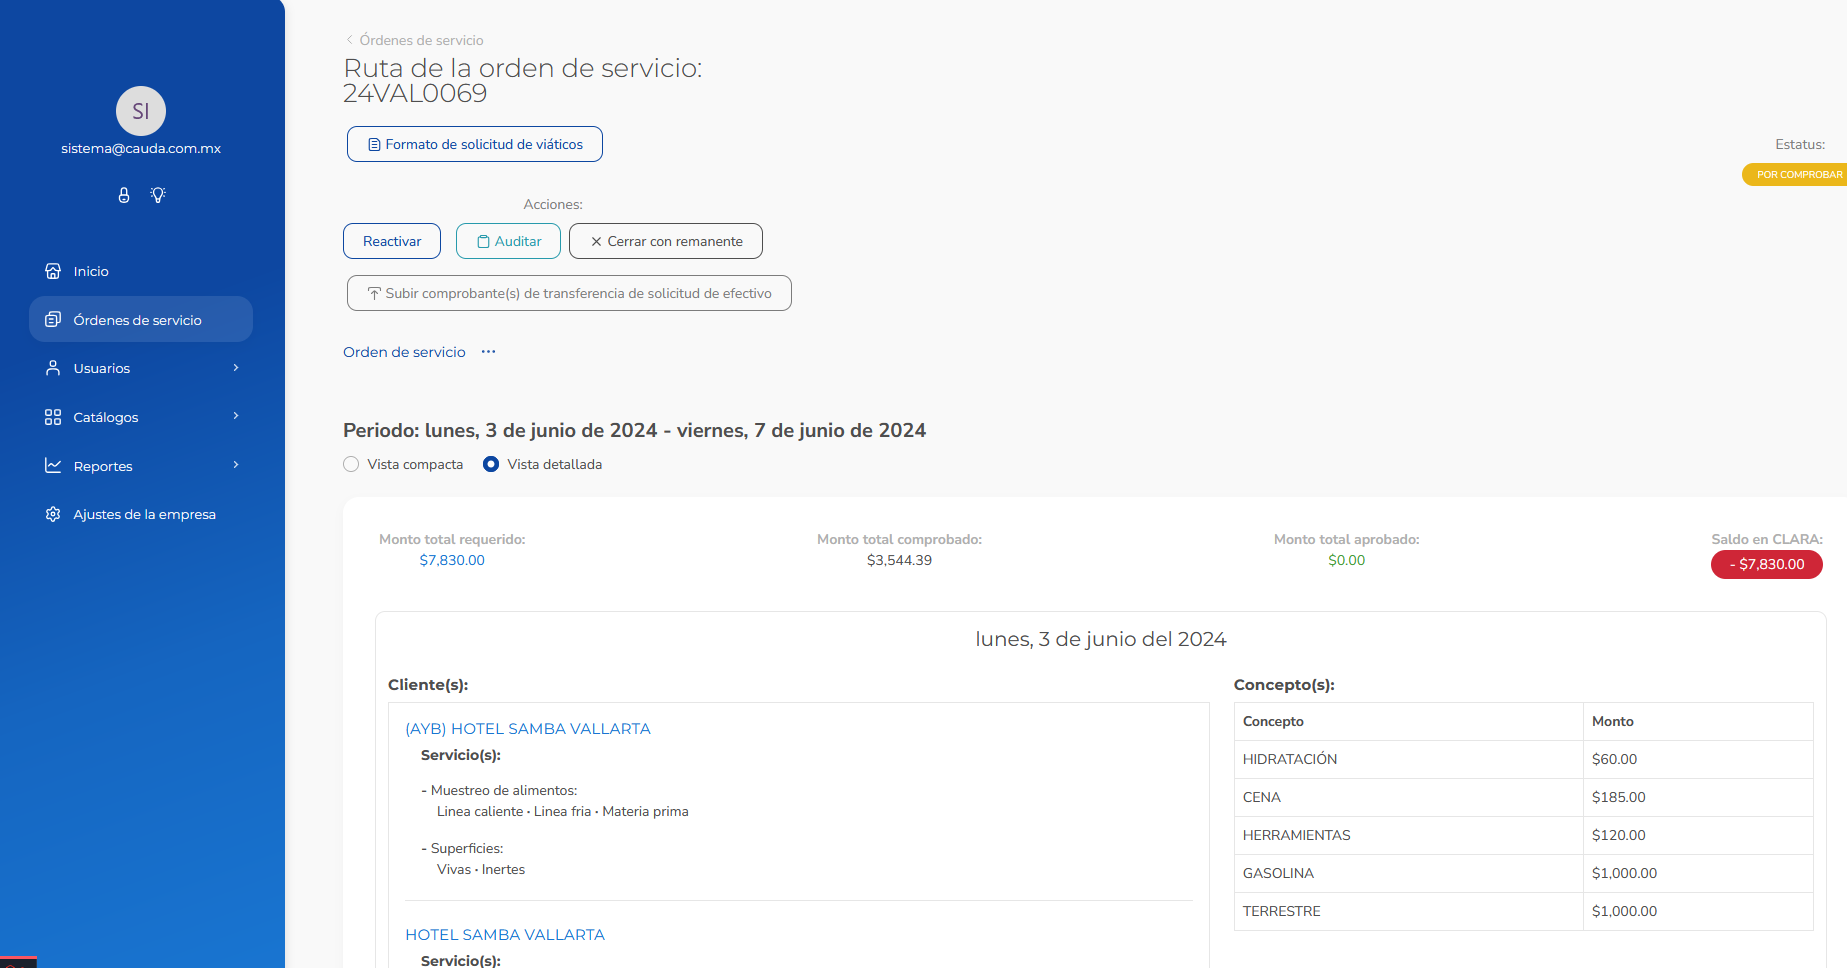 SI
sistema@cauda.com.mx
Inicio
Órdenes de servicio
Usuarios
Catálogos
Reportes
Ajustes de la empresa
Órdenes de servicio
Ruta de la orden de servicio:
24VAL0069
Formato de solicitud de viáticos
Estatus:
POR COMPROBAR
Acciones:
Reactivar
Auditar
Cerrar con remanente
Subir comprobante(s) de transferencia de solicitud de efectivo
Orden de servicio ···
Periodo: lunes, 3 de junio de 2024 - viernes, 7 de junio de 2024
Vista compacta
Vista detallada
Monto total requerido:
$7,830.00
Monto total comprobado:
$3,544.39
Monto total aprobado:
$0.00
Saldo en CLARA:
- $7,830.00
lunes, 3 de junio del 2024
Cliente(s):
(AYB) HOTEL SAMBA VALLARTA
Servicio(s):
- Muestreo de alimentos:
Linea caliente · Linea fria · Materia prima
- Superficies:
Vivas · Inertes
HOTEL SAMBA VALLARTA
Servicio(s):
Concepto(s):
Concepto Monto
HIDRATACIÓN $60.00
CENA $185.00
HERRAMIENTAS $120.00
GASOLINA $1,000.00
TERRESTRE $1,000.00